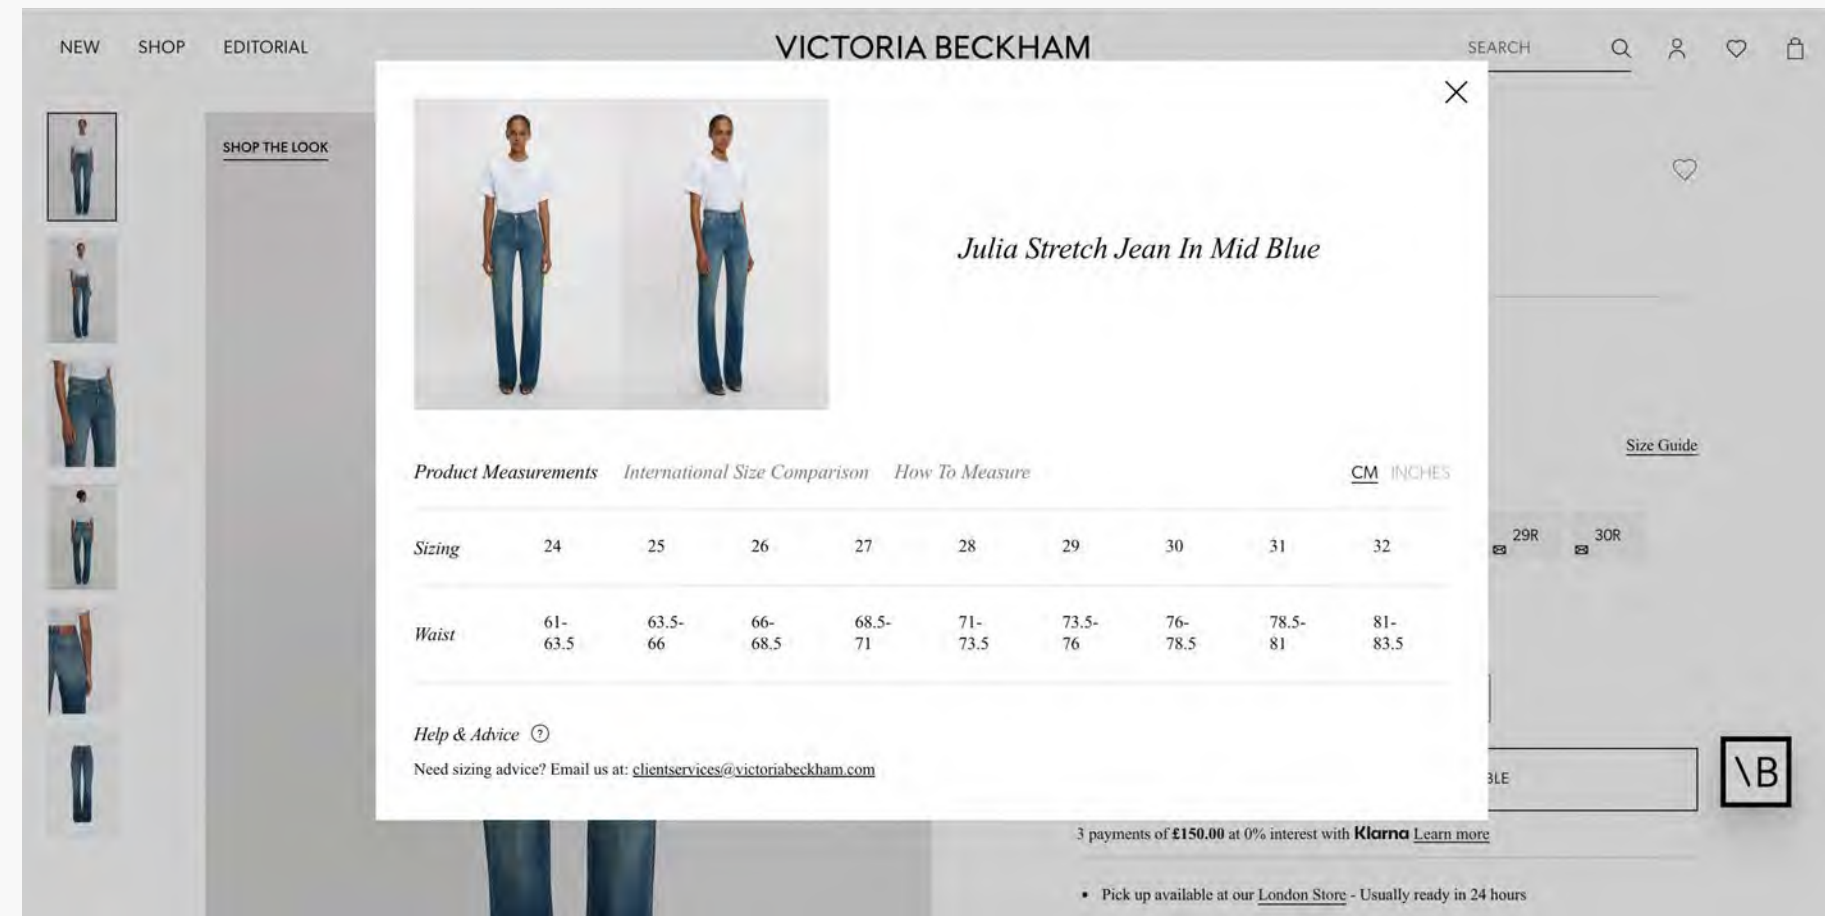 NEW SHOP EDITORIAL
VICTORIA BECKHAM
SEARCH
SHOP THE LOOK
Julia Stretch Jean In Mid Blue
Size Guide
Product Measurements International Size Comparison How To Measure
CM INCHES
Sizing 24 25 26 27 28 29 30 31 32
29R 30R
Waist 61-63.5 63.5-66 66-68.5 68.5-71 71-73.5 73.5-76 76-78.5 78.5-81 81-83.5
Help & Advice ?
Need sizing advice? Email us at: clientservices@victoriabeckham.com
\B
3 payments of £150.00 at 0% interest with Klarna Learn more
• Pick up available at our London Store - Usually ready in 24 hours